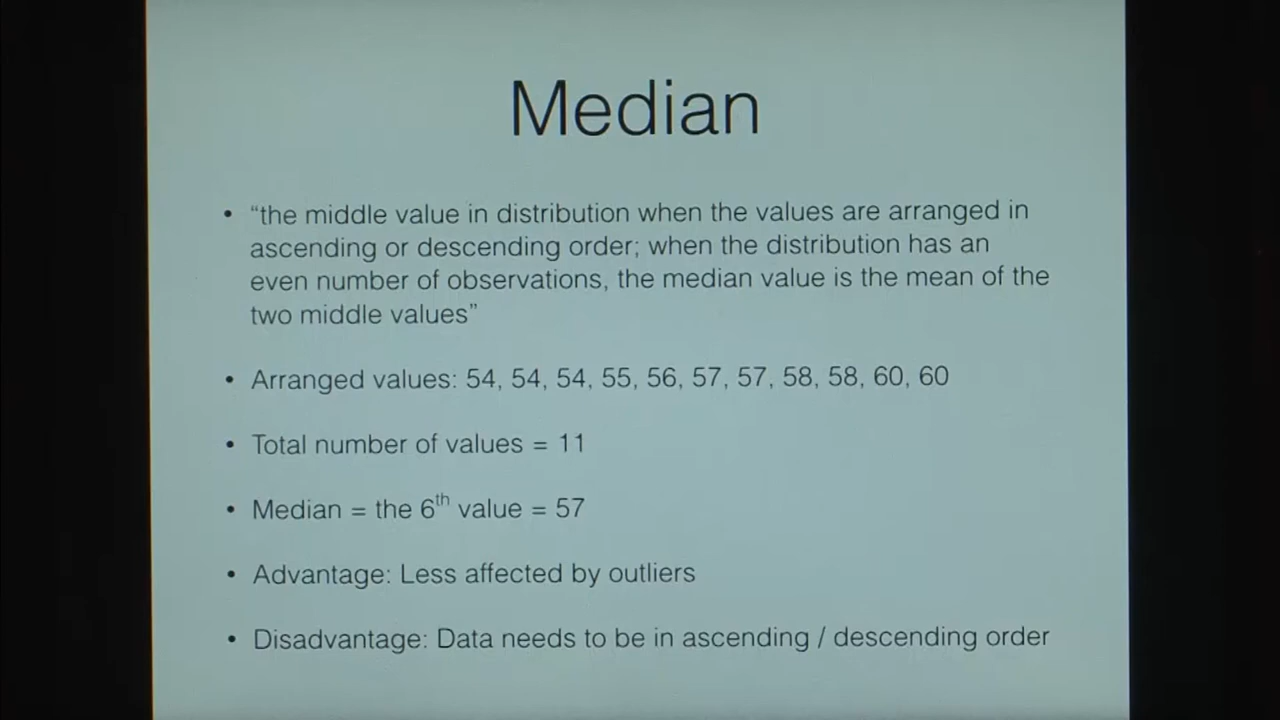 Median
• “the middle value in distribution when the values are arranged in
ascending or descending order; when the distribution has an
even number of observations, the median value is the mean of the
two middle values”
• Arranged values: 54, 54, 54, 55, 56, 57, 57, 58, 58, 60, 60
• Total number of values = 11
• Median = the 6th value = 57
• Advantage: Less affected by outliers
• Disadvantage: Data needs to be in ascending / descending order